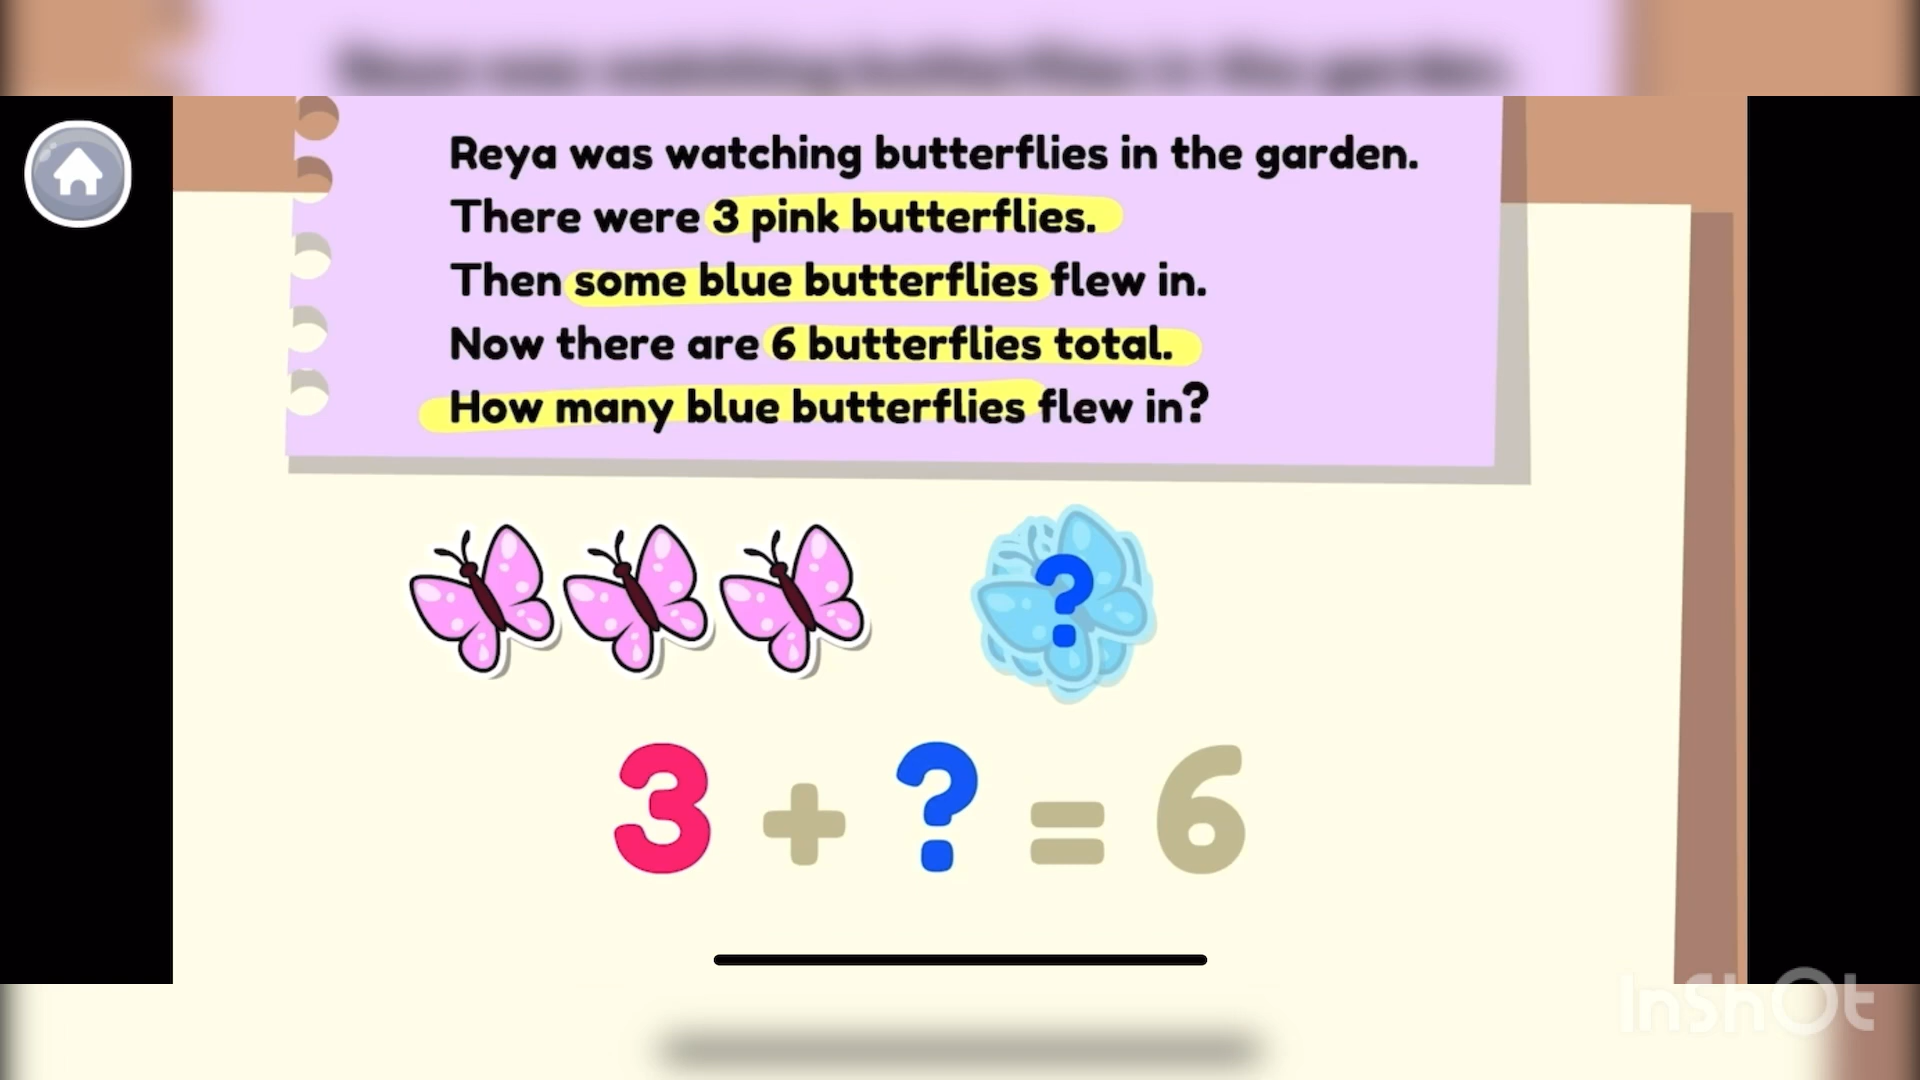 Reya was watching butterflies in the garden.
There were 3 pink butterflies.
Then some blue butterflies flew in.
Now there are 6 butterflies total.
How many blue butterflies flew in?
?
3 + ? = 6
InShOt